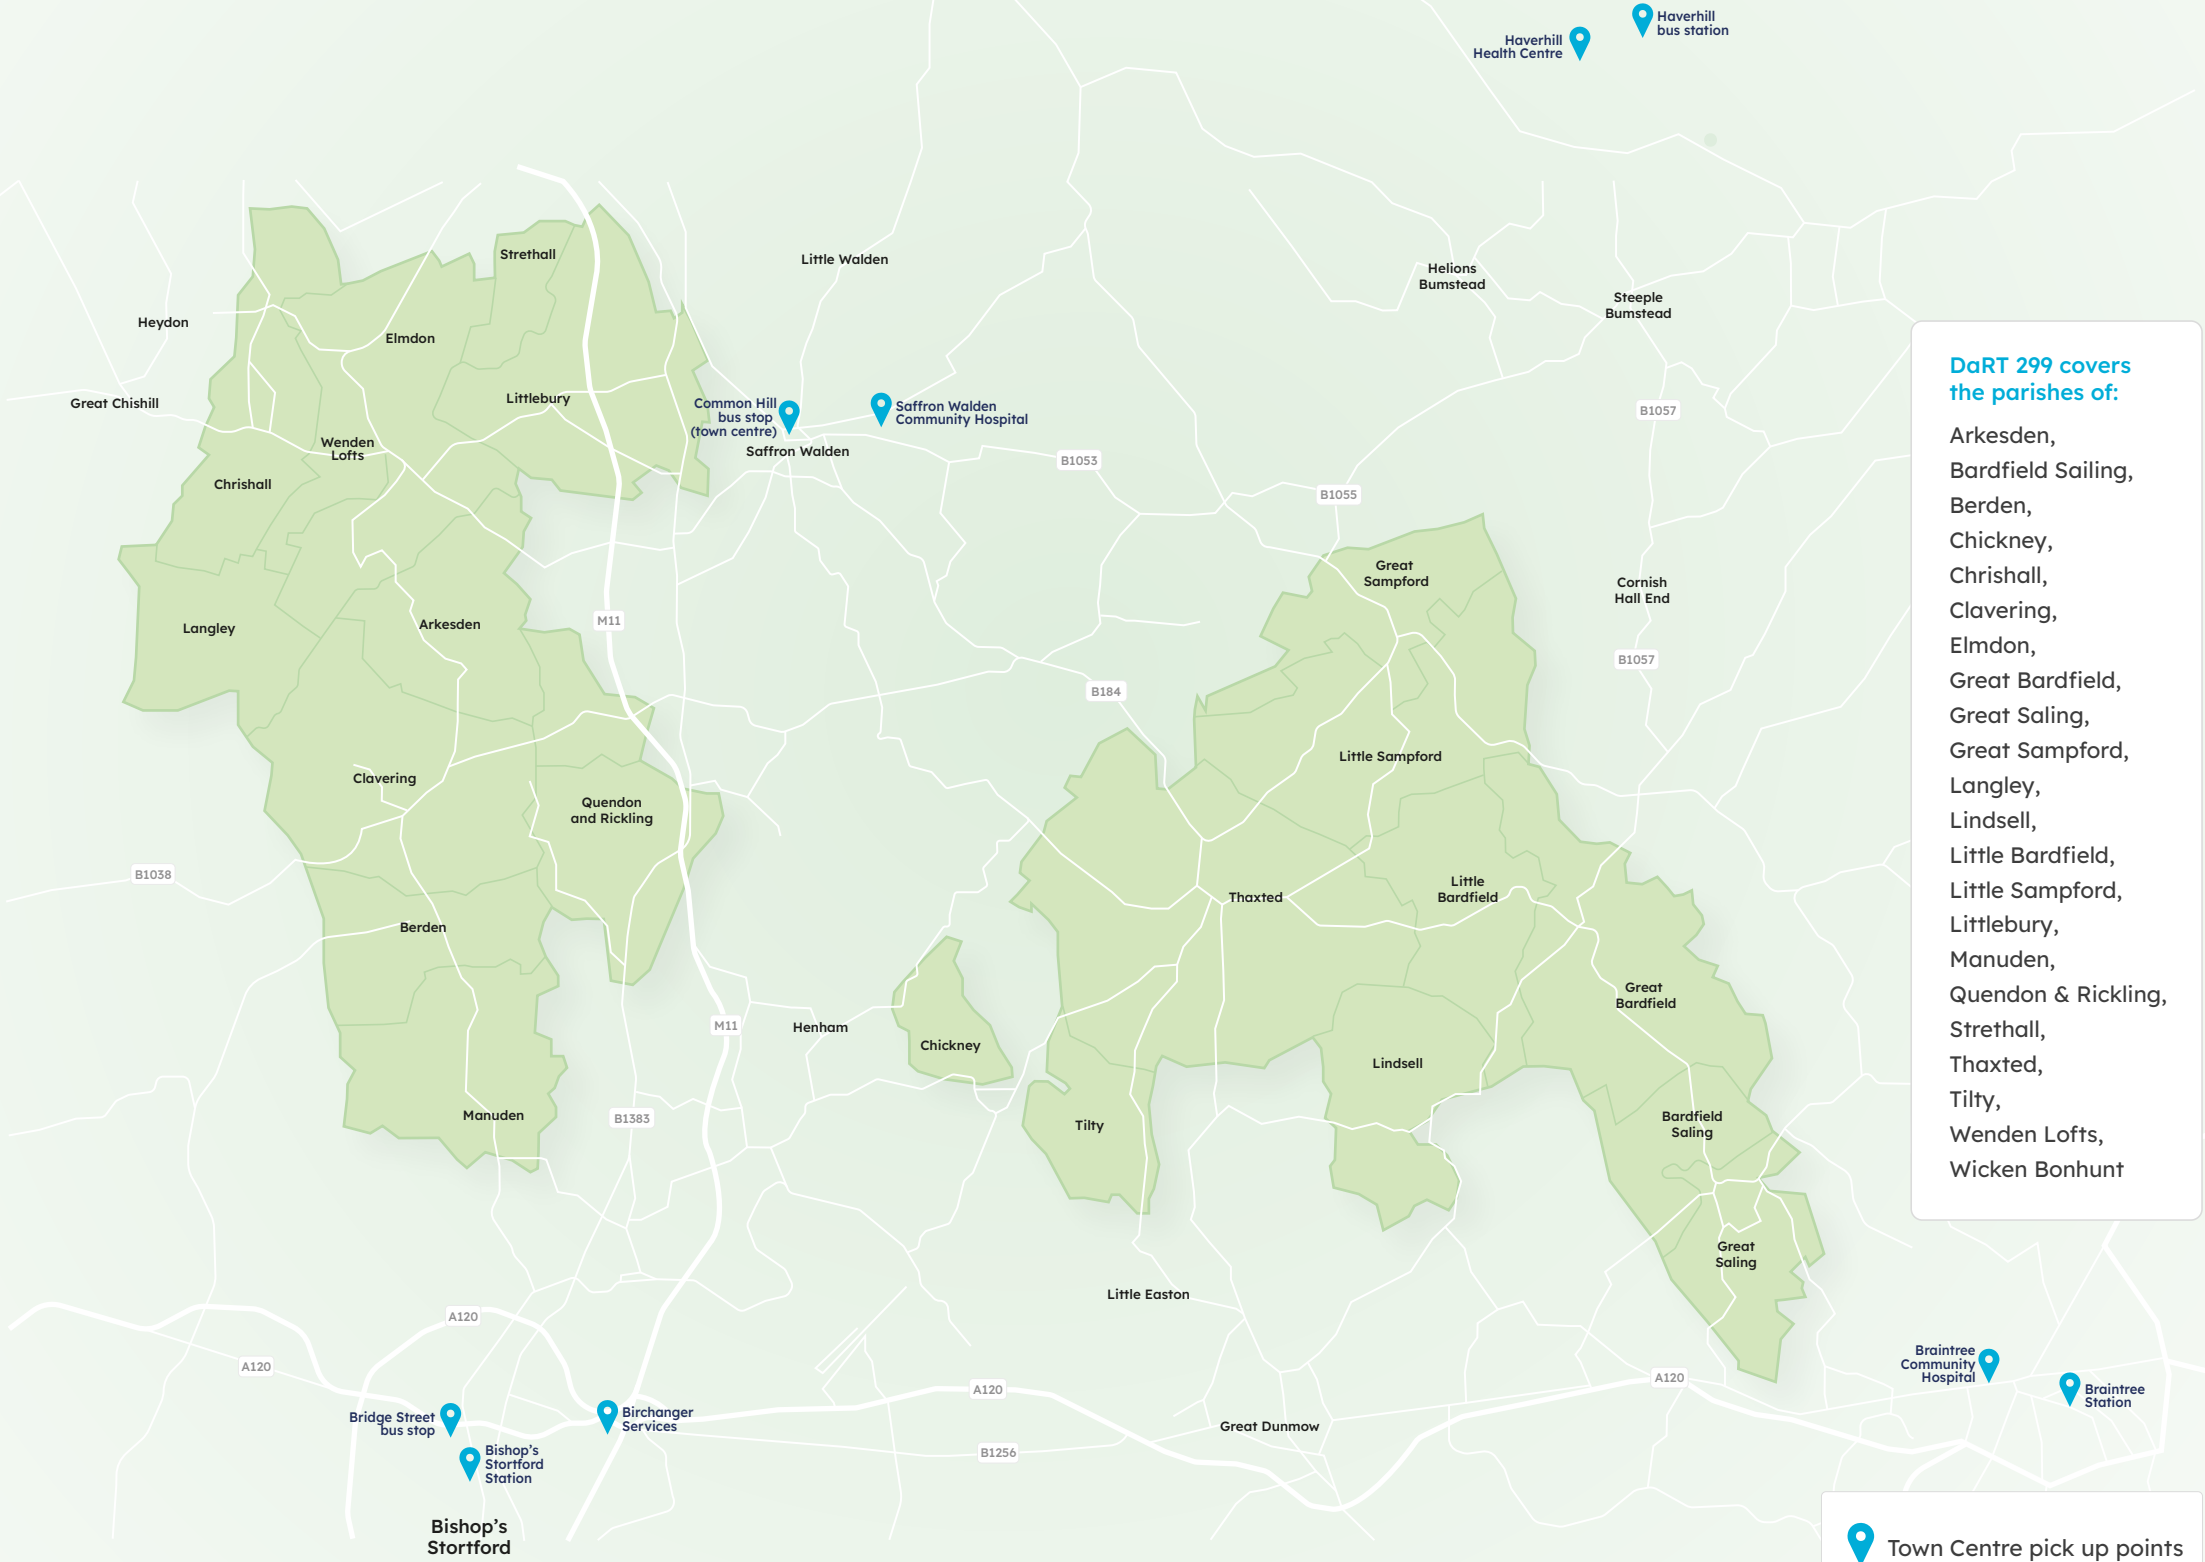 Haverhill
bus station
Haverhill
Health Centre
Strethall
Little Walden
Helions
Bumstead
Steeple
Bumstead
Heydon
Elmdon
Great Chishill
Littlebury
Common Hill
bus stop
(town centre)
Saffron Walden
Community Hospital
Saffron Walden
B1057
Wenden
Lofts
B1053
Chrishall
B1055
Great
Sampford
Cornish
Hall End
Langley
Arkesden
M11
B1057
B184
Little Sampford
Clavering
Quendon
and Rickling
B1038
Little
Bardfield
Thaxted
Berden
Great
Bardfield
M11
Henham
Chickney
Lindsell
Manuden
B1383
Tilty
Bardfield
Saling
Great
Saling
Little Easton
A120
A120
A120
A120
Braintree
Community
Hospital
Braintree
Station
Bridge Street
bus stop
Birchanger
Services
Great Dunmow
B1256
Bishop's
Stortford
Station
Bishop's
Stortford
DaRT 299 covers
the parishes of:
Arkesden,
Bardfield Sailing,
Berden,
Chickney,
Chrishall,
Clavering,
Elmdon,
Great Bardfield,
Great Saling,
Great Sampford,
Langley,
Lindsell,
Little Bardfield,
Little Sampford,
Littlebury,
Manuden,
Quendon & Rickling,
Strethall,
Thaxted,
Tilty,
Wenden Lofts,
Wicken Bonhunt
Town Centre pick up points